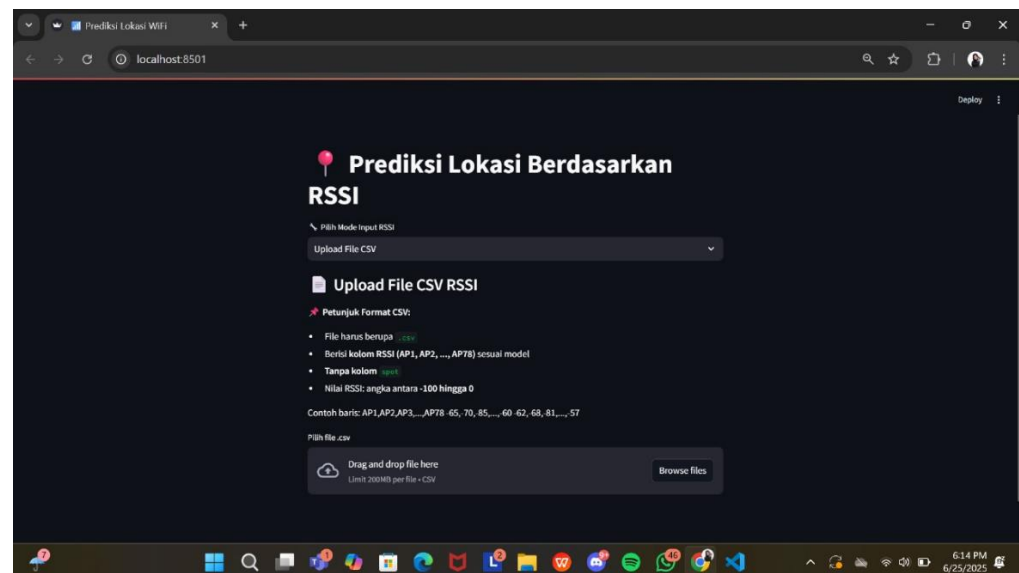 Prediksi Lokasi WiFi
localhost:8501
Deploy
Prediksi Lokasi Berdasarkan
RSSI
Pilih Mode Input RSSI
Upload File CSV
Upload File CSV RSSI
Petunjuk Format CSV:
File harus berupa .csv
Berisi kolom RSSI (AP1, AP2, ..., AP78) sesuai model
Tanpa kolom spot
Nilai RSSI: angka antara -100 hingga 0
Contoh baris: AP1,AP2,AP3,...,AP78 -65,-70,-85,...,-60 -62,-68,-81,...,-57
Pilih file .csv
Drag and drop file here
Limit 200MB per file • CSV
Browse files
7
46
6:14 PM
6/25/2025